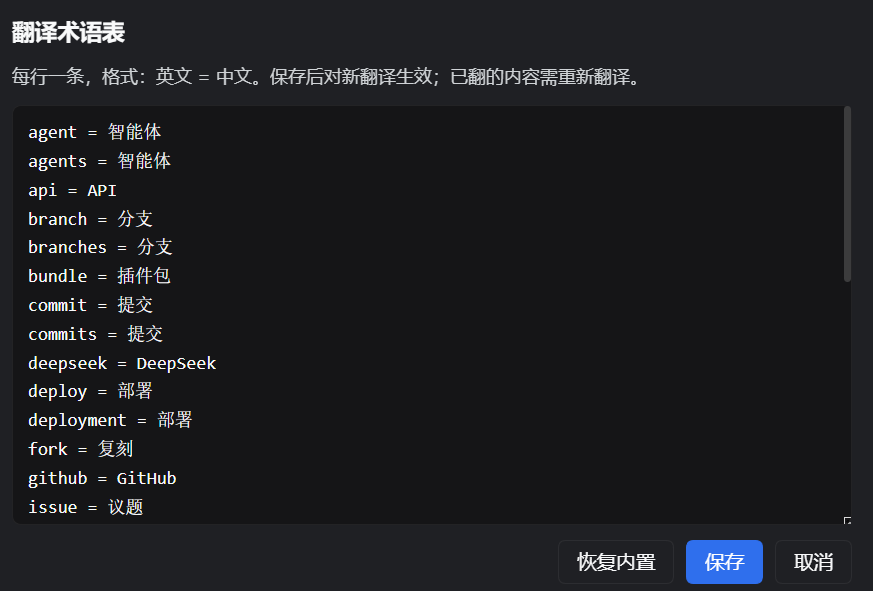 翻译术语表
每行一条，格式：英文 = 中文。保存后对新翻译生效；已翻的内容需重新翻译。
agent = 智能体
agents = 智能体
api = API
branch = 分支
branches = 分支
bundle = 插件包
commit = 提交
commits = 提交
deepseek = DeepSeek
deploy = 部署
deployment = 部署
fork = 复刻
github = GitHub
issue = 议题
恢复内置 保存 取消